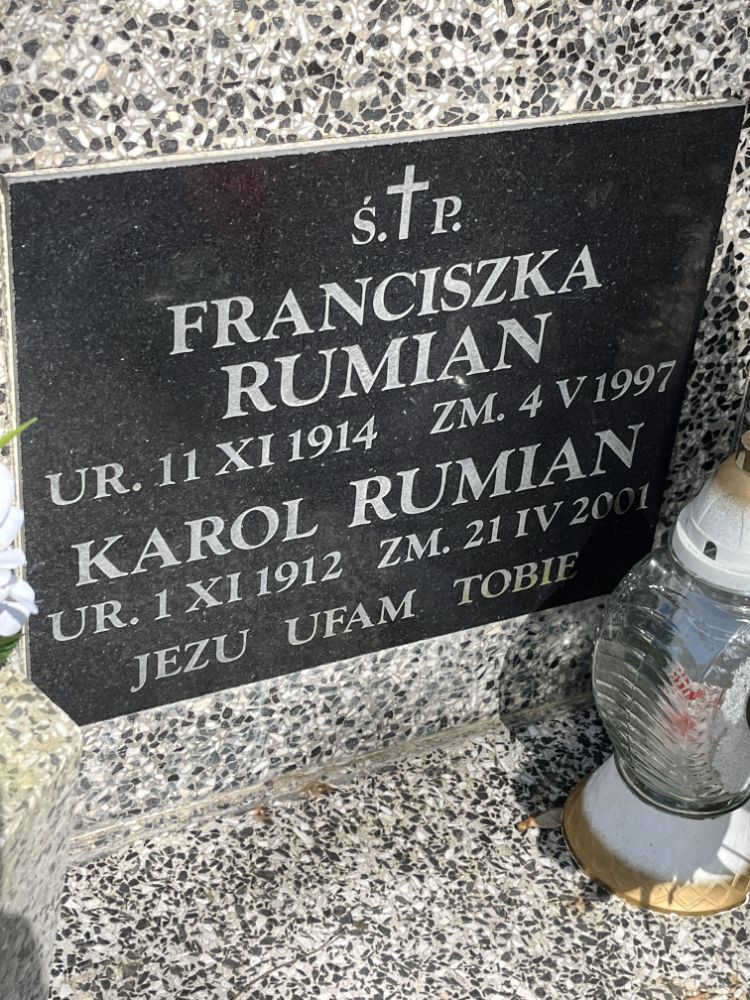 Ś.†P.
FRANCISZKA
RUMIAN
UR. 11 XI 1914 ZM. 4 V 1997
KAROL RUMIAN
UR. 1 XI 1912 ZM. 21 IV 2001
JEZU UFAM TOBIE